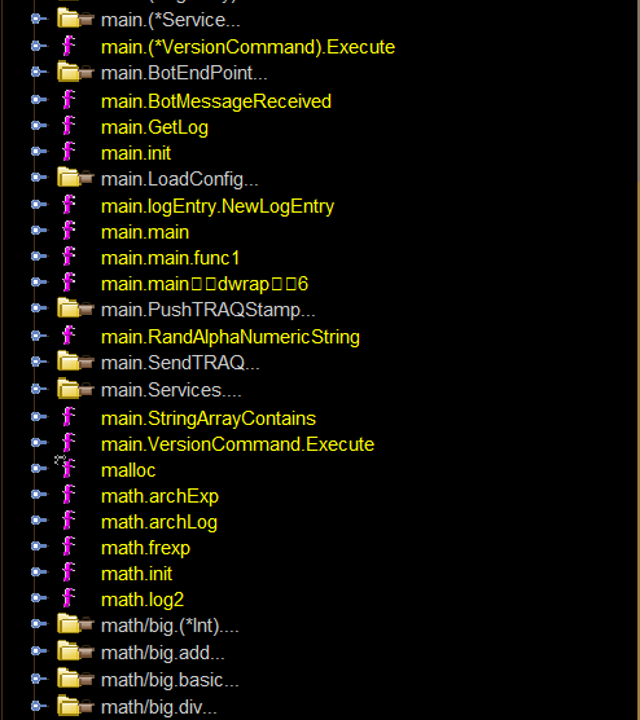 main.(*Service...
main.(*VersionCommand).Execute
main.BotEndPoint...
main.BotMessageReceived
main.GetLog
main.init
main.LoadConfig...
main.logEntry.NewLogEntry
main.main
main.main.func1
main.main□□dwrap□□6
main.PushTRAQStamp...
main.RandAlphaNumericString
main.SendTRAQ...
main.Services....
main.StringArrayContains
main.VersionCommand.Execute
malloc
math.archExp
math.archLog
math.frexp
math.init
math.log2
math/big.(*Int)....
math/big.add...
math/big.basic...
math/big.div...